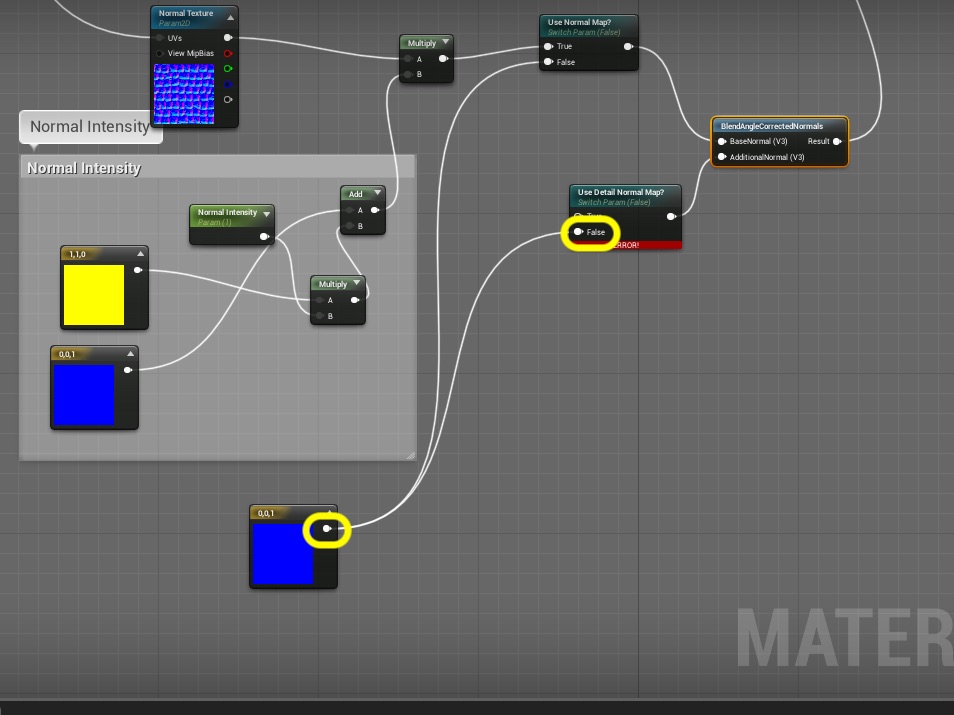 Normal Texture
Param2D
UVs
View MipBias
Multiply
A
B
Use Normal Map?
Switch Param (False)
True
False
BlendAngleCorrectedNormals
BaseNormal (V3)
Result
AdditionalNormal (V3)
Normal Intensity
Normal Intensity
Use Detail Normal Map?
Switch Param (False)
True
False
ERROR!
Add
A
B
Normal Intensity
Param (1)
1,1,0
Multiply
A
B
0,0,1
0,0,1
MATER